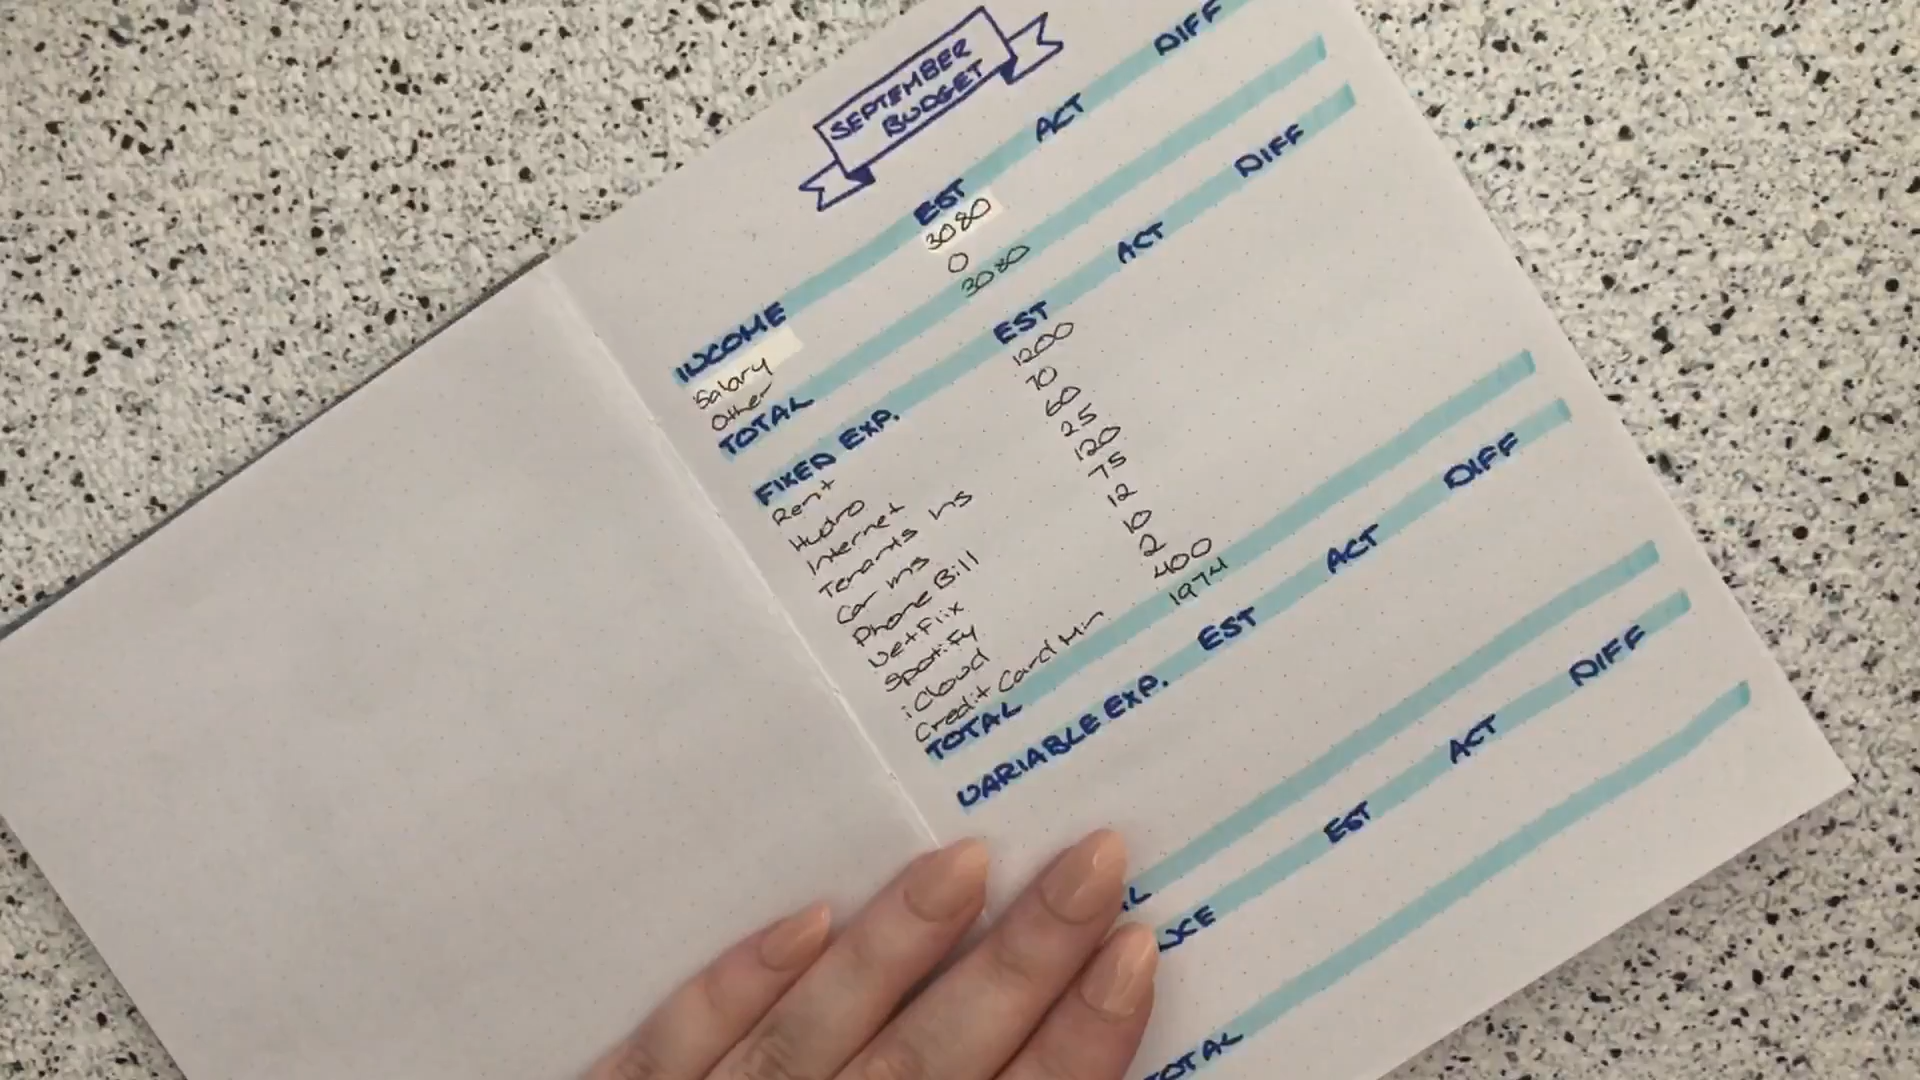 SEPTEMBER
BUDGET
INCOME EST ACT DIFF
Salary 3080
Other 0
TOTAL 3080
FIXED EXP. EST ACT DIFF
Rent 1200
Hydro 70
Internet 60
Tenants ins 25
Car ins 120
Phone Bill 75
Netflix 12
Spotify 10
iCloud 2
Credit Card Min 400
TOTAL 1974
VARIABLE EXP. EST ACT DIFF
AL
NCE EST ACT DIFF
TOTAL